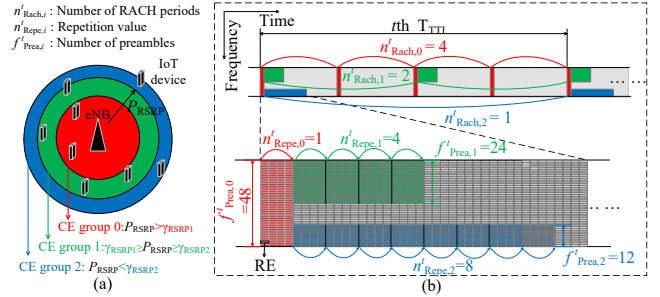 n^t_Rach,i : Number of RACH periods
n^t_Repe,i : Repetition value
f^t_Prea,i : Number of preambles
IoT
device
eNB
P_RSRP
CE group 0:P_RSRP>γ_RSRP1
CE group 1:γ_RSRP1≥P_RSRP≥γ_RSRP2
CE group 2: P_RSRP<γ_RSRP2
(a)
Time
Frequency
tth T_TTI
n^t_Rach,0 = 4
n^t_Rach,1 = 2
... ...
n^t_Rach,2 = 1
n^t_Repe,0=1
n^t_Repe,1=4
f^t_Prea,1=24
f^t_Prea,0=48
... ...
RE
n^t_Repe,2=8
f^t_Prea,2=12
(b)